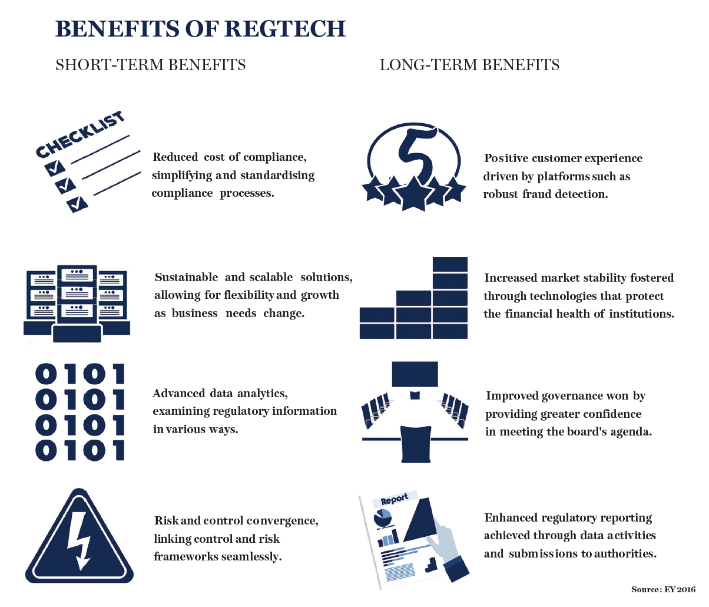 BENEFITS OF REGTECH
SHORT-TERM BENEFITS
CHECKLIST
Reduced cost of compliance,
simplifying and standardising
compliance processes.
Sustainable and scalable solutions,
allowing for flexibility and growth
as business needs change.
0101
0101
0101
0101
Advanced data analytics,
examining regulatory information
in various ways.
Risk and control convergence,
linking control and risk
frameworks seamlessly.
LONG-TERM BENEFITS
5
Positive customer experience
driven by platforms such as
robust fraud detection.
Increased market stability fostered
through technologies that protect
the financial health of institutions.
Improved governance won by
providing greater confidence
in meeting the board's agenda.
Report
Enhanced regulatory reporting
achieved through data activities
and submissions to authorities.
Source: EY 2016